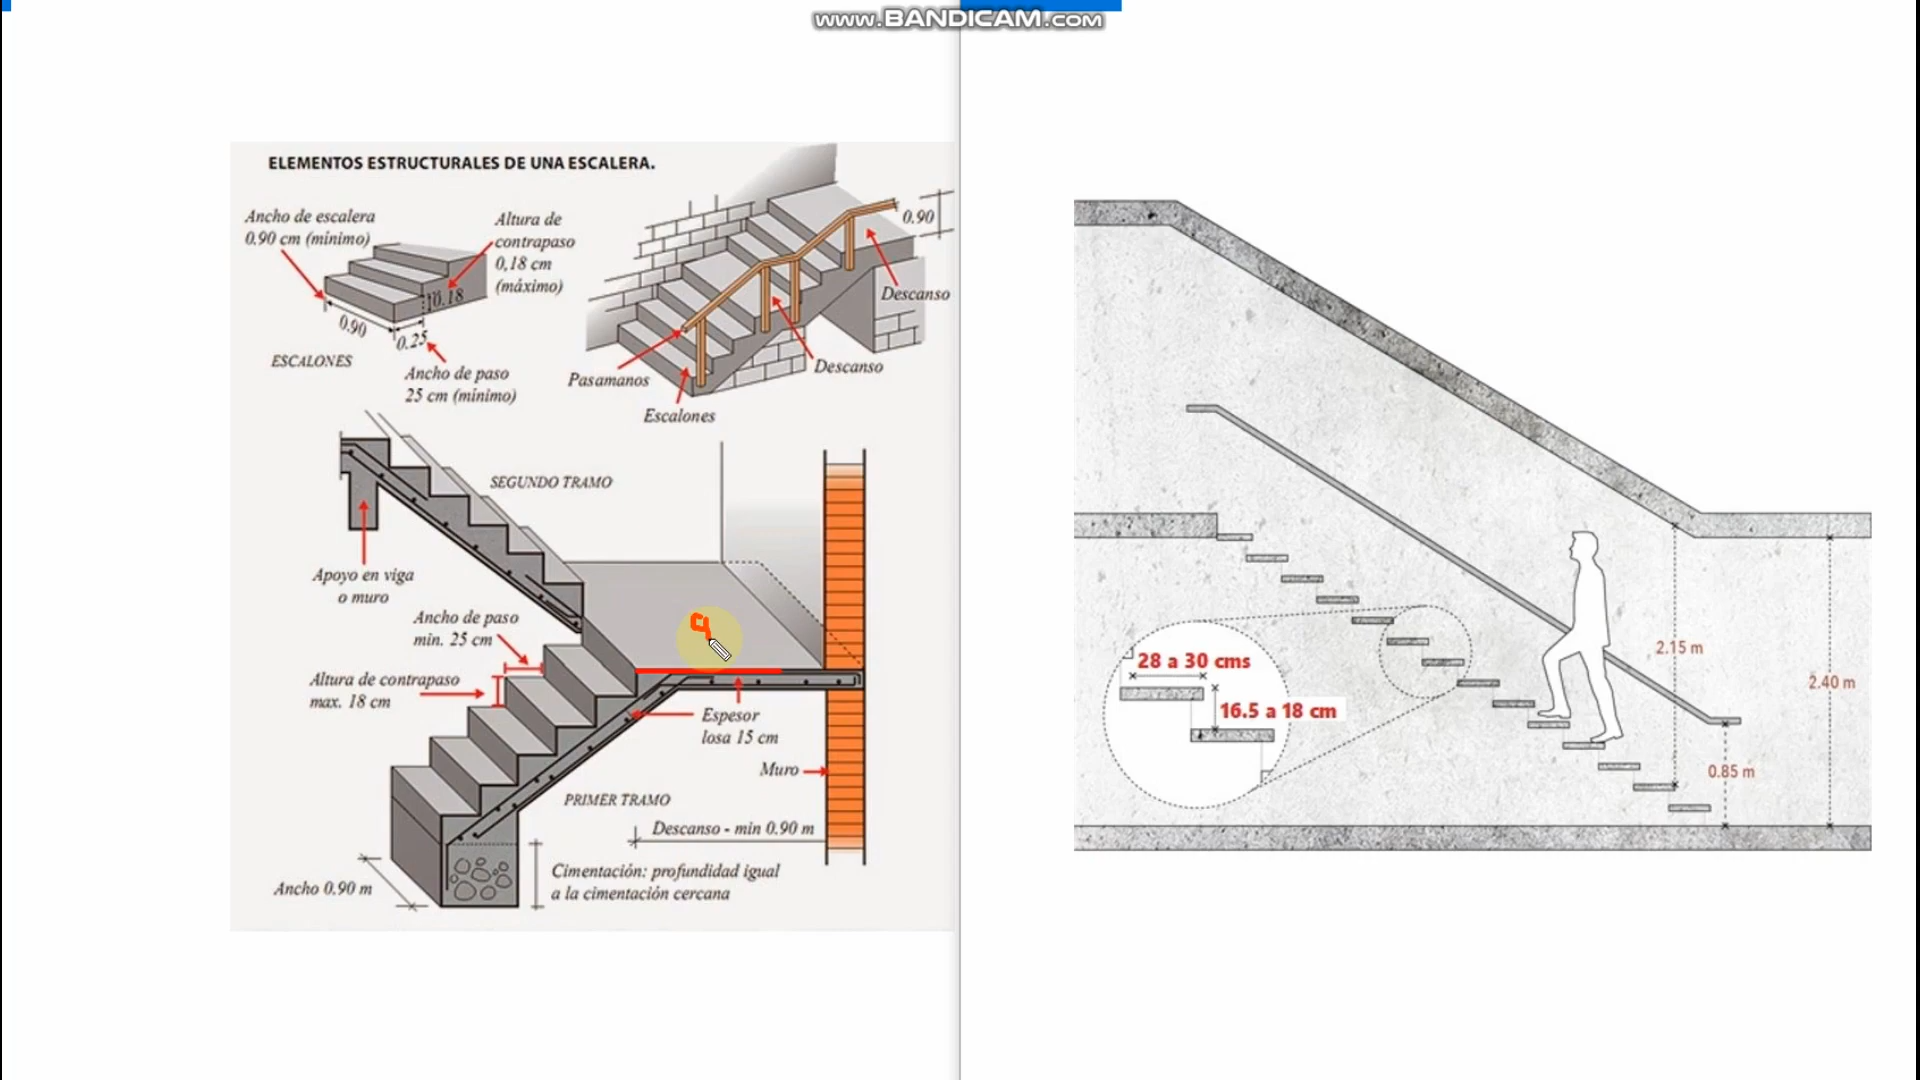 www.BANDICAM.com
ELEMENTOS ESTRUCTURALES DE UNA ESCALERA.
Ancho de escalera
0.90 cm (mínimo)
Altura de
contrapaso
0,18 cm
(máximo)
0.18
0.90
0.25
ESCALONES
Ancho de paso
25 cm (mínimo)
0.90
Descanso
Descanso
Pasamanos
Escalones
SEGUNDO TRAMO
Apoyo en viga
o muro
Ancho de paso
min. 25 cm
Altura de contrapaso
max. 18 cm
9
Espesor
losa 15 cm
Muro
PRIMER TRAMO
Descanso - min 0.90 m
Cimentación: profundidad igual
a la cimentación cercana
Ancho 0.90 m
28 a 30 cms
16.5 a 18 cm
2.15 m
2.40 m
0.85 m